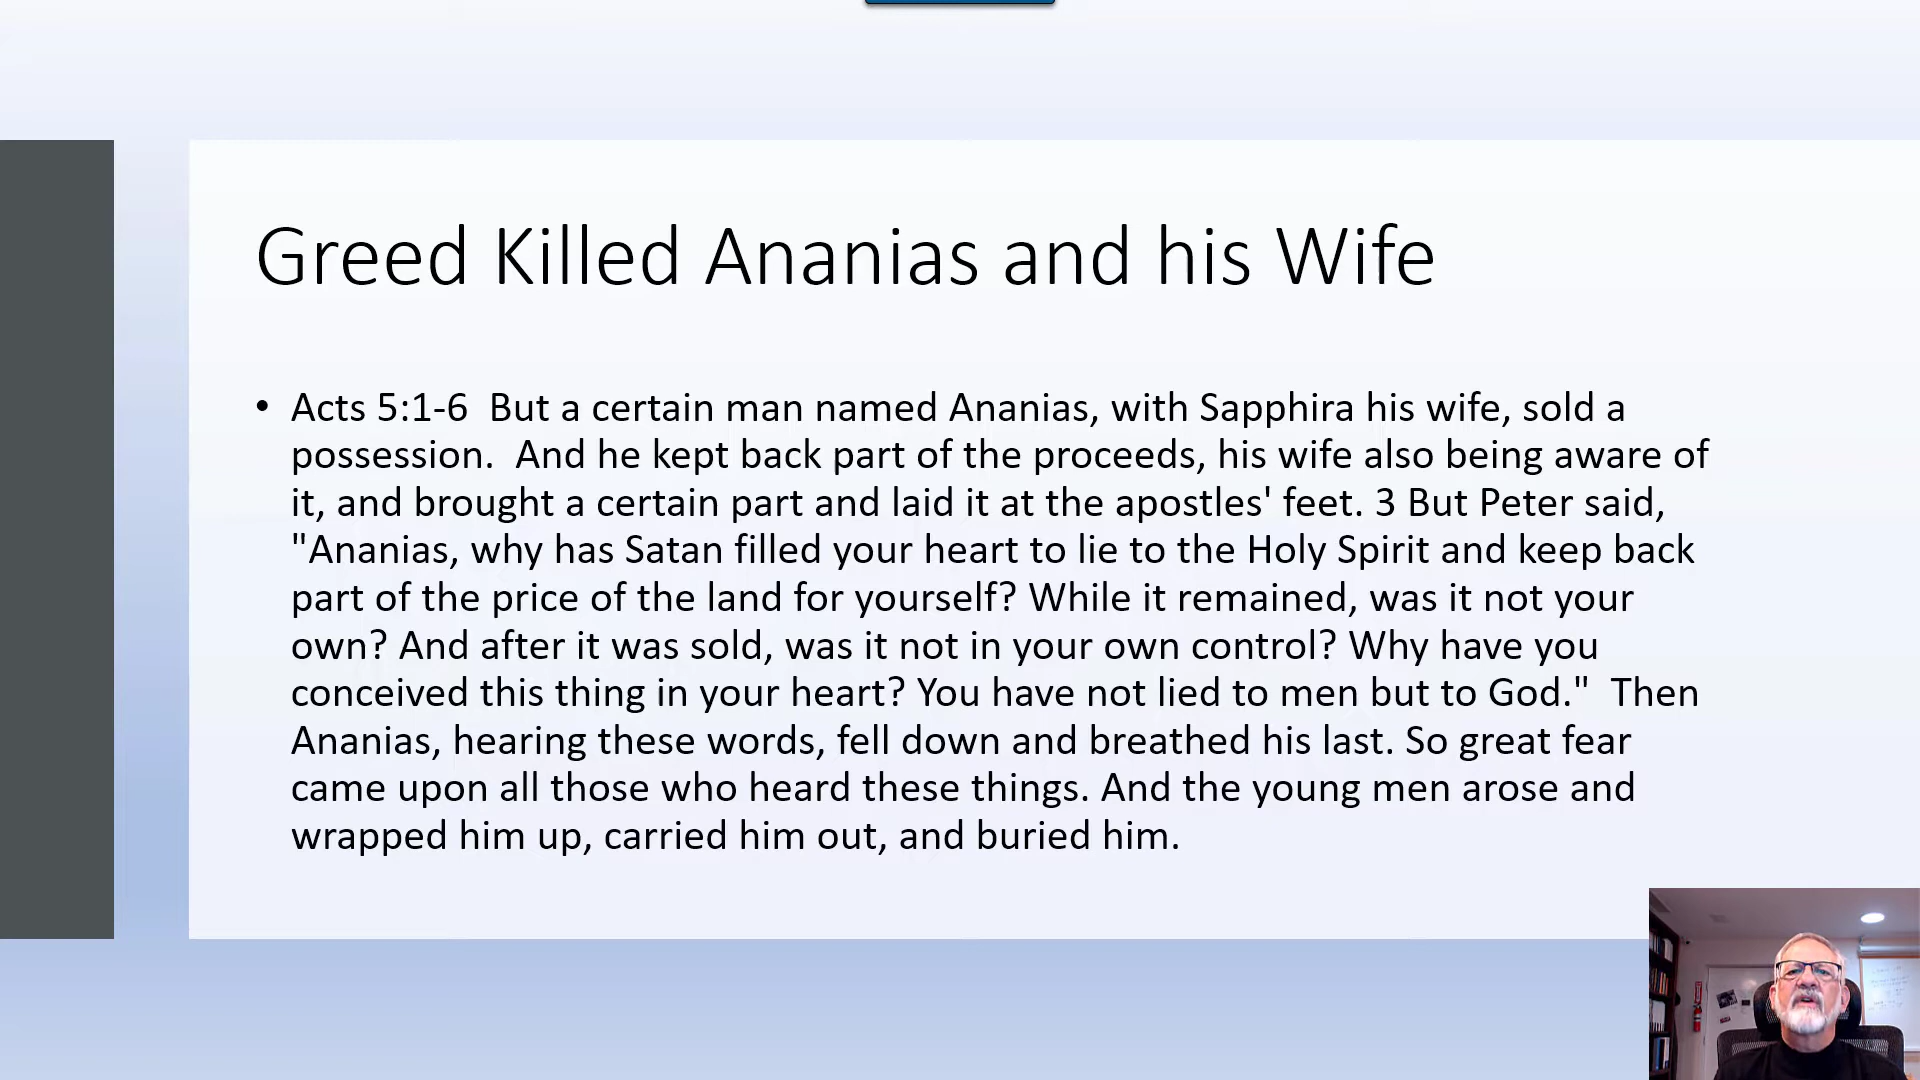 Greed Killed Ananias and his Wife
• Acts 5:1-6  But a certain man named Ananias, with Sapphira his wife, sold a
possession.  And he kept back part of the proceeds, his wife also being aware of
it, and brought a certain part and laid it at the apostles' feet. 3 But Peter said,
"Ananias, why has Satan filled your heart to lie to the Holy Spirit and keep back
part of the price of the land for yourself? While it remained, was it not your
own? And after it was sold, was it not in your own control? Why have you
conceived this thing in your heart? You have not lied to men but to God."  Then
Ananias, hearing these words, fell down and breathed his last. So great fear
came upon all those who heard these things. And the young men arose and
wrapped him up, carried him out, and buried him.